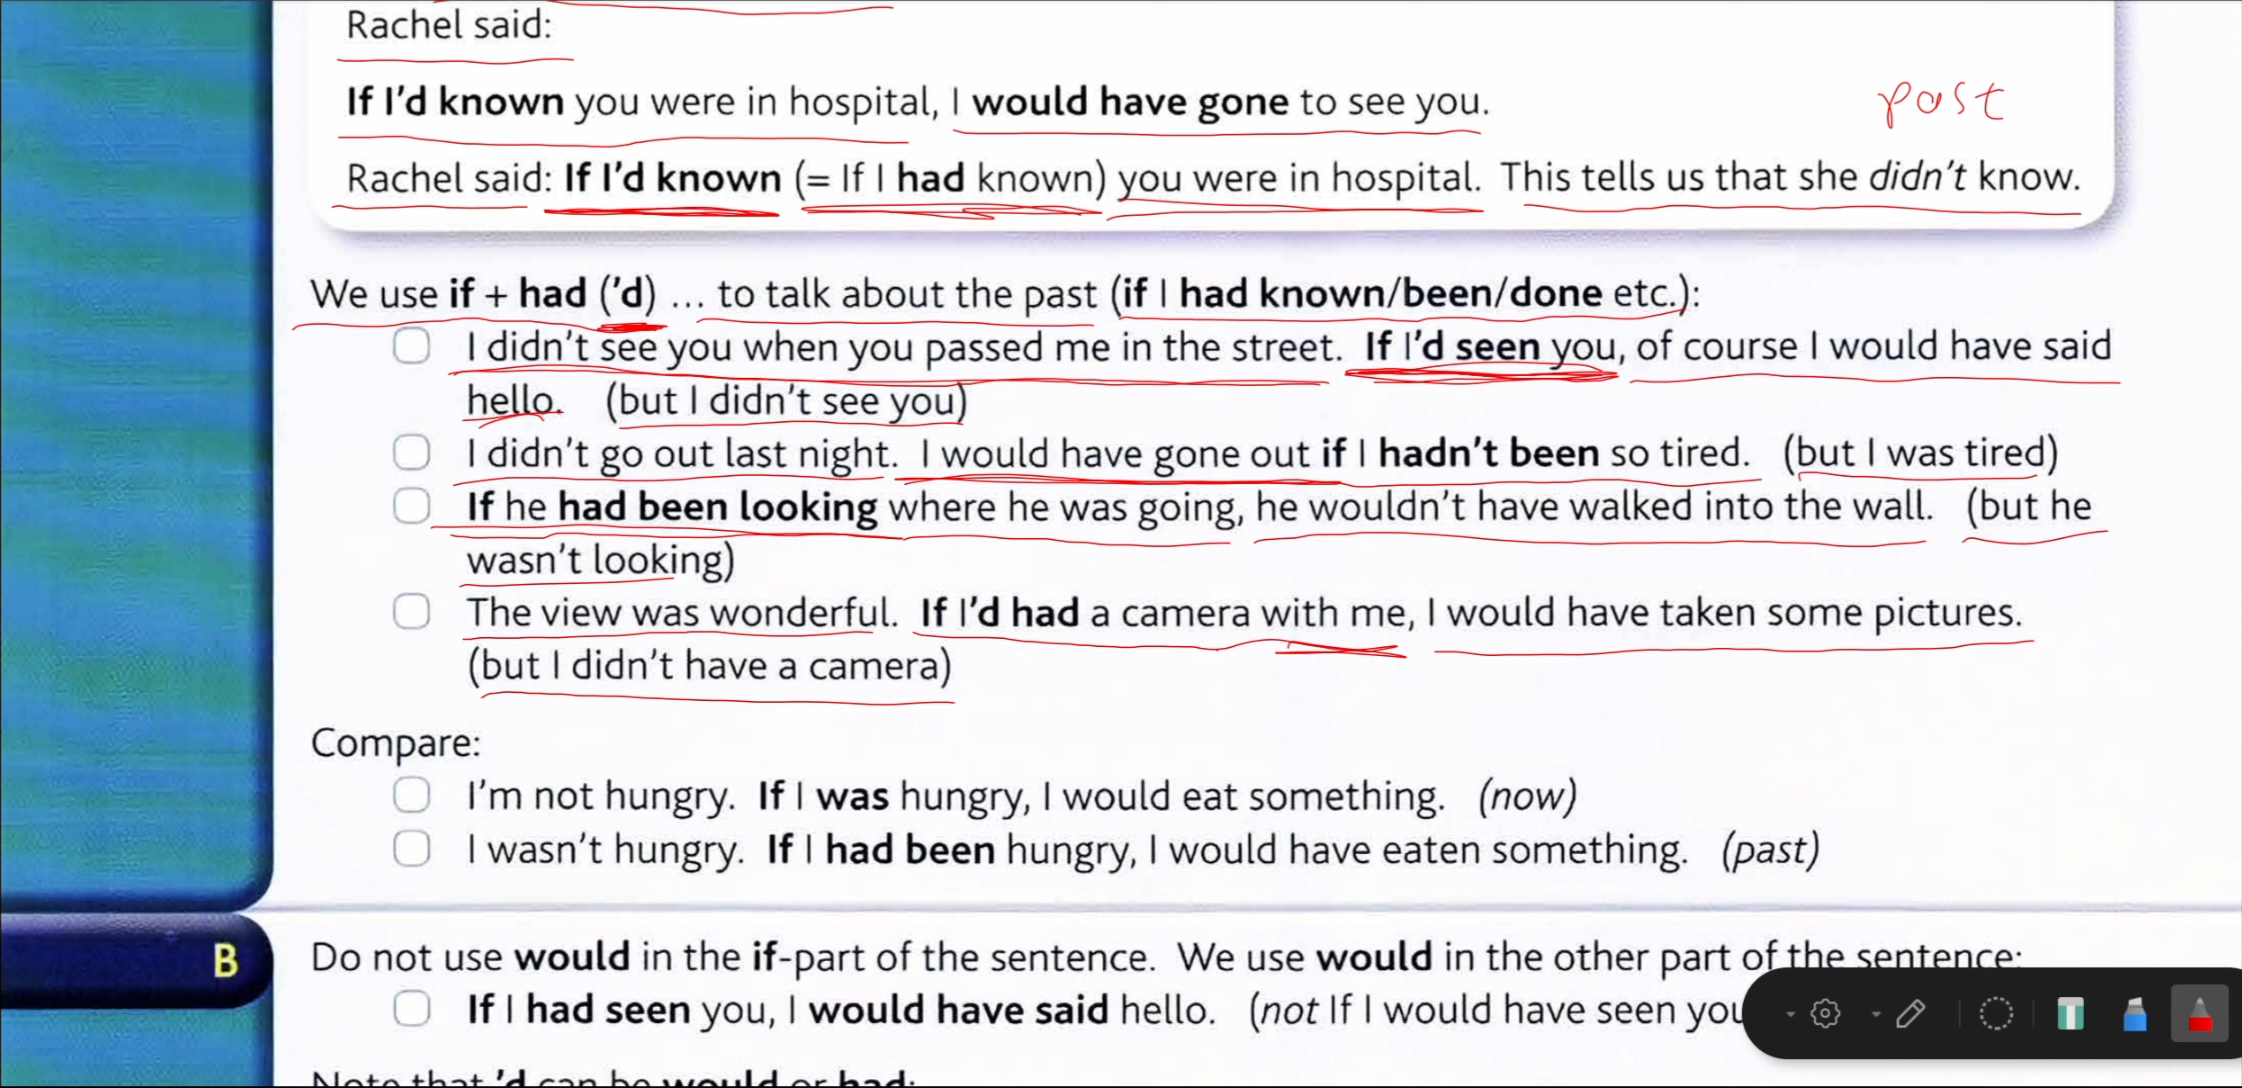 Rachel said:
If I'd known you were in hospital, I would have gone to see you.
past
Rachel said: If I'd known (= If I had known) you were in hospital. This tells us that she didn't know.
We use if + had ('d) … to talk about the past (if I had known/been/done etc.):
I didn't see you when you passed me in the street. If I'd seen you, of course I would have said
hello. (but I didn't see you)
I didn't go out last night. I would have gone out if I hadn't been so tired. (but I was tired)
If he had been looking where he was going, he wouldn't have walked into the wall. (but he
wasn't looking)
The view was wonderful. If I'd had a camera with me, I would have taken some pictures.
(but I didn't have a camera)
Compare:
I'm not hungry. If I was hungry, I would eat something. (now)
I wasn't hungry. If I had been hungry, I would have eaten something. (past)
B
Do not use would in the if-part of the sentence. We use would in the other part of the sentence:
If I had seen you, I would have said hello. (not If I would have seen you
Note that 'd can be would or had: